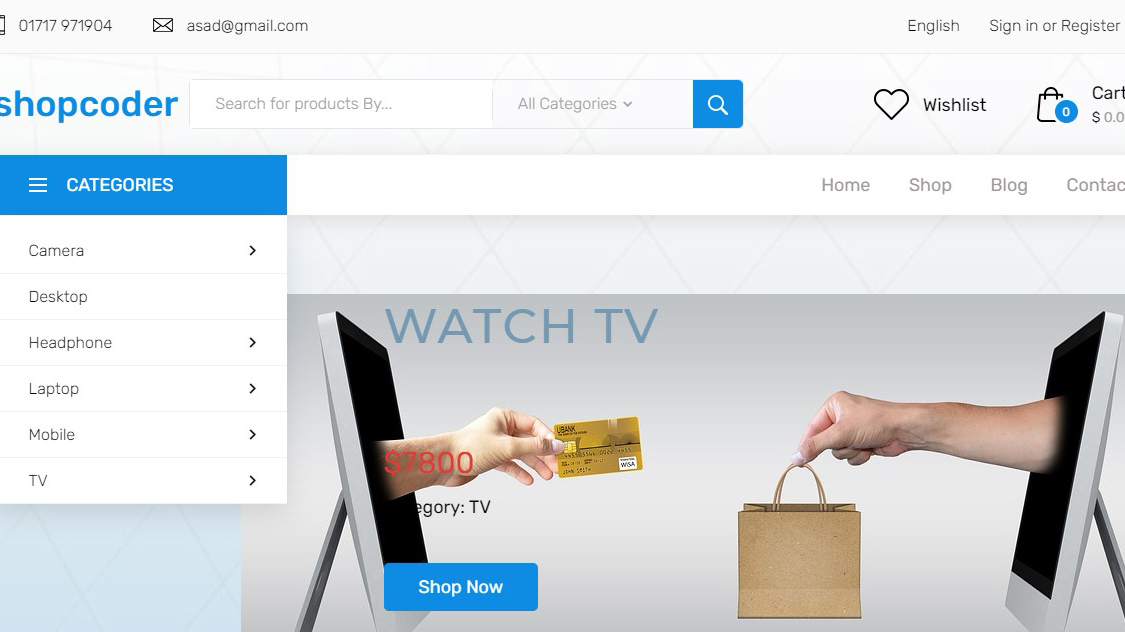 01717 971904 asad@gmail.com English Sign in or Register
shopcoder Search for products By... All Categories Wishlist Cart
0 $ 0.0
CATEGORIES Home Shop Blog Contac
Camera
Desktop
Headphone
Laptop
Mobile
TV
WATCH TV
UBANK
VISA
JOHN SMITH
$7800
egory: TV
Shop Now